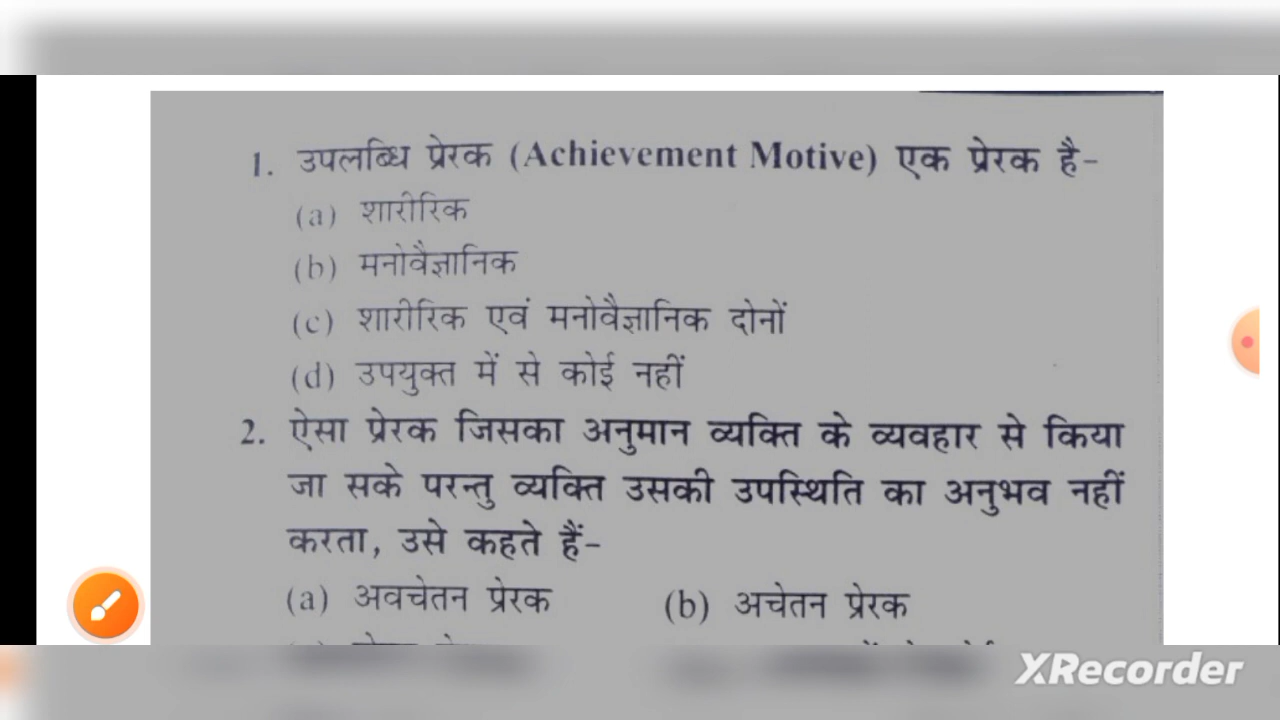 1. उपलब्धि प्रेरक (Achievement Motive) एक प्रेरक है-
(a) शारीरिक
(b) मनोवैज्ञानिक
(c) शारीरिक एवं मनोवैज्ञानिक दोनों
(d) उपयुक्त में से कोई नहीं
2. ऐसा प्रेरक जिसका अनुमान व्यक्ति के व्यवहार से किया
जा सके परन्तु व्यक्ति उसकी उपस्थिति का अनुभव नहीं
करता, उसे कहते हैं-
(a) अवचेतन प्रेरक (b) अचेतन प्रेरक
XRecorder